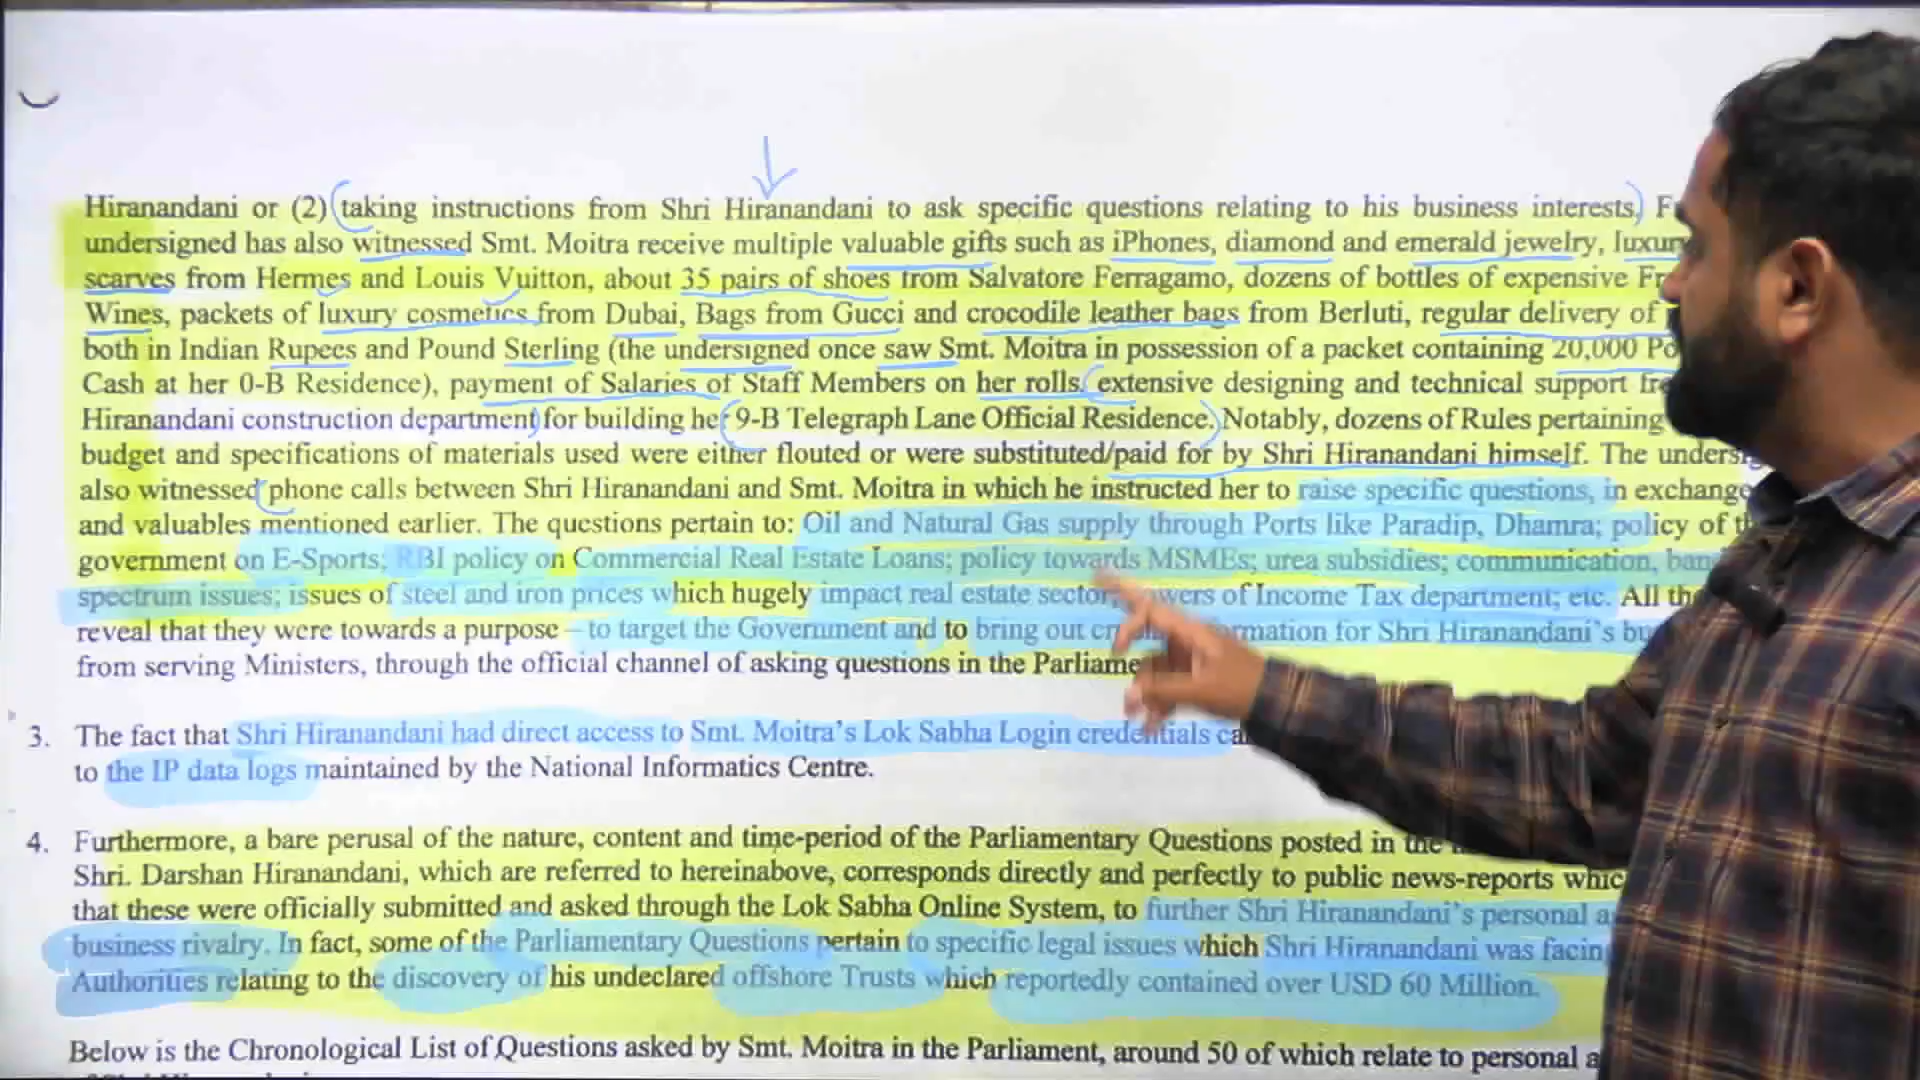 Hiranandani or (2) taking instructions from Shri Hiranandani to ask specific questions relating to his business interests,
undersigned has also witnessed Smt. Moitra receive multiple valuable gifts such as iPhones, diamond and emerald jewelry,
scarves from Hermes and Louis Vuitton, about 35 pairs of shoes from Salvatore Ferragamo, dozens of bottles of expensive
Wines, packets of luxury cosmetics from Dubai, Bags from Gucci and crocodile leather bags from Berluti, regular delivery of
both in Indian Rupees and Pound Sterling (the undersigned once saw Smt. Moitra in possession of a packet containing 20,000
Cash at her 0-B Residence), payment of Salaries of Staff Members on her rolls, extensive designing and technical support
Hiranandani construction department for building her 9-B Telegraph Lane Official Residence. Notably, dozens of Rules pertaining
budget and specifications of materials used were either flouted or were substituted/paid for by Shri Hiranandani himself. The
also witnessed phone calls between Shri Hiranandani and Smt. Moitra in which he instructed her to raise specific questions, in exchange
and valuables mentioned earlier. The questions pertain to: Oil and Natural Gas supply through Ports like Paradip, Dhamra; policy of
government on E-Sports; RBI policy on Commercial Real Estate Loans; policy towards MSMEs; urea subsidies; communication,
spectrum issues; issues of steel and iron prices which hugely impact real estate sector; of Income Tax department; etc. All
reveal that they were towards a purpose – to target the Government and to bring out for Shri Hiranandani's
from serving Ministers, through the official channel of asking questions in the
3. The fact that Shri Hiranandani had direct access to Smt. Moitra's Lok Sabha Login credentials
to the IP data logs maintained by the National Informatics Centre.
4. Furthermore, a bare perusal of the nature, content and time-period of the Parliamentary Questions posted in the
Shri. Darshan Hiranandani, which are referred to hereinabove, corresponds directly and perfectly to public news-reports
that these were officially submitted and asked through the Lok Sabha Online System, to further Shri Hiranandani's personal
business rivalry. In fact, some of the Parliamentary Questions pertain to specific legal issues which Shri Hiranandani was
Authorities relating to the discovery of his undeclared offshore Trusts which reportedly contained over USD 60 Million.
Below is the Chronological List of Questions asked by Smt. Moitra in the Parliament, around 50 of which relate to personal